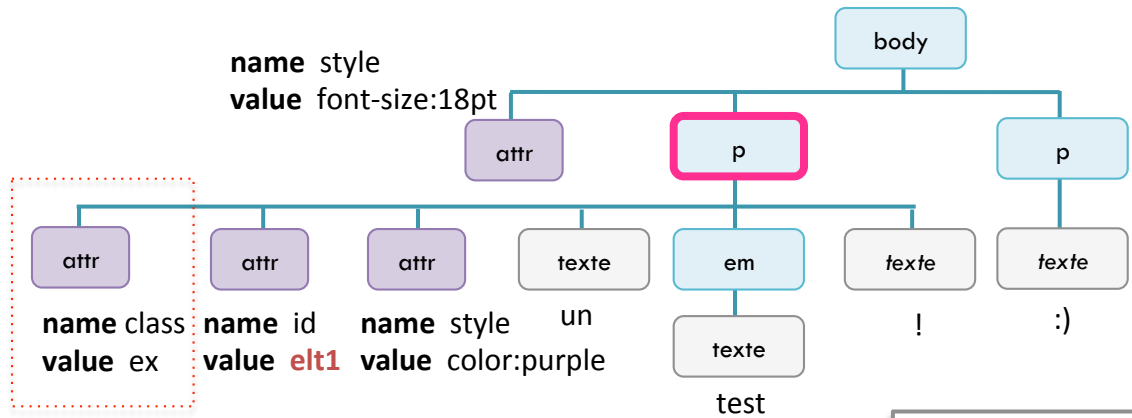 body
name style
value font-size:18pt
attr
p
p
attr
attr
attr
texte
em
texte
texte
name class
value ex
name id
value elt1
name style
value color:purple
un
texte
test
!
:)